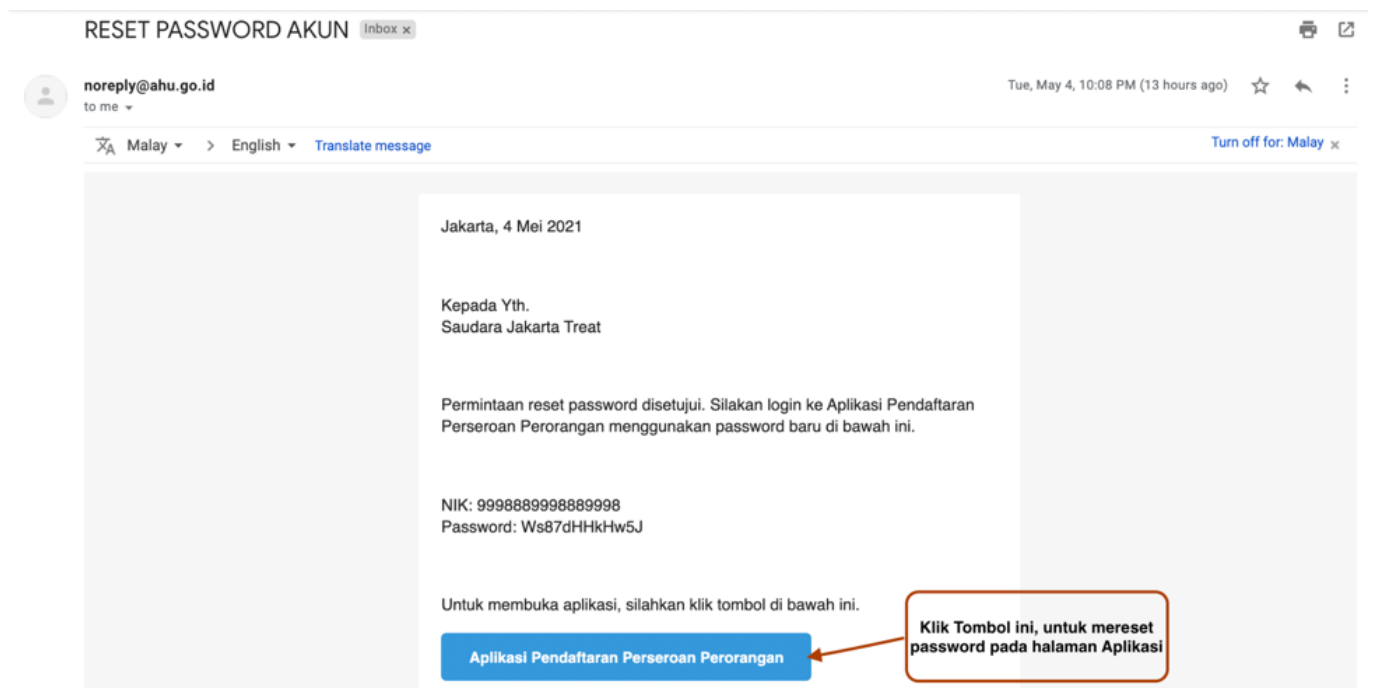 RESET PASSWORD AKUN Inbox x
noreply@ahu.go.id Tue, May 4, 10:08 PM (13 hours ago)
to me
Malay > English Translate message Turn off for: Malay x
Jakarta, 4 Mei 2021
Kepada Yth.
Saudara Jakarta Treat
Permintaan reset password disetujui. Silakan login ke Aplikasi Pendaftaran
Perseroan Perorangan menggunakan password baru di bawah ini.
NIK: 9998889998889998
Password: Ws87dHHkHw5J
Untuk membuka aplikasi, silahkan klik tombol di bawah ini.
Aplikasi Pendaftaran Perseroan Perorangan
Klik Tombol ini, untuk mereset
password pada halaman Aplikasi